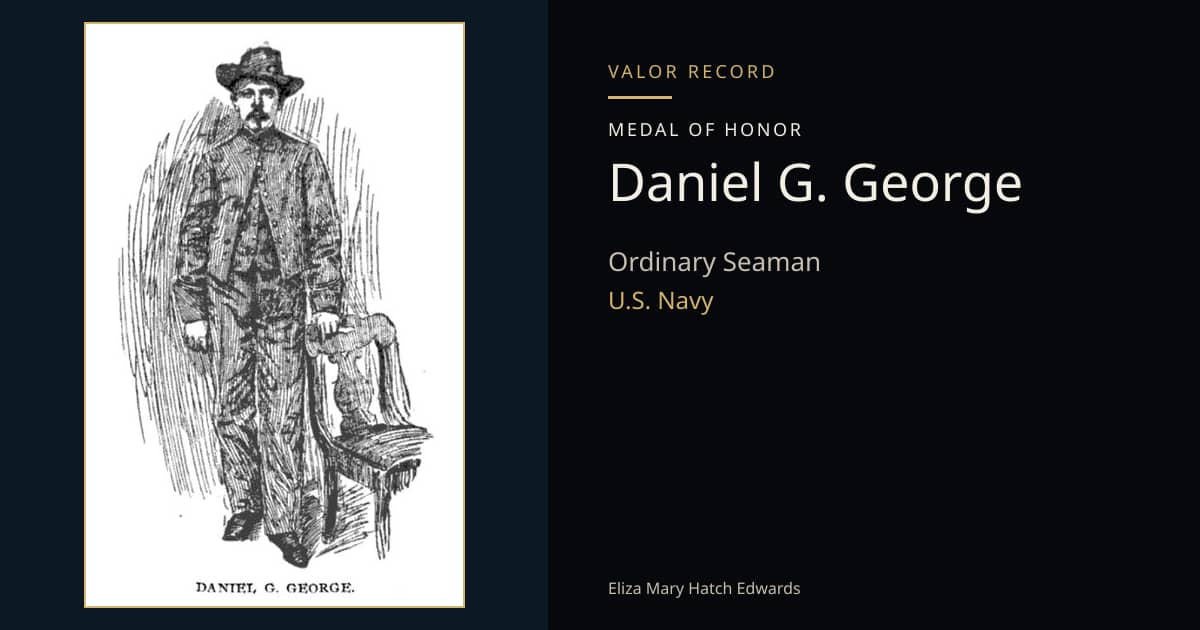 DANIEL G. GEORGE.
VALOR RECORD
MEDAL OF HONOR
Daniel G. George
Ordinary Seaman
U.S. Navy
Eliza Mary Hatch Edwards